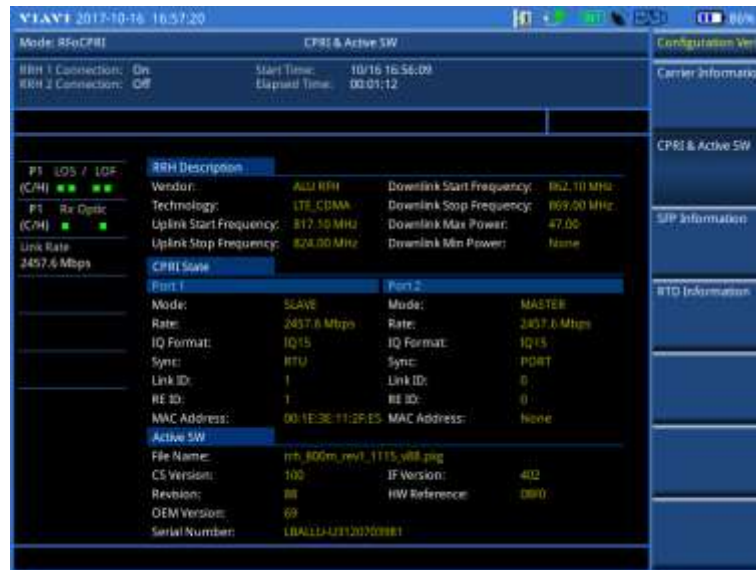 VIAVI 2017-10-16 16:57:20 86%
Mode: RFoCPRI CPRI & Active SW
Configuration Ver
RRH 1 Connection: On Start Time: 10/16 16:56:09
RRH 2 Connection: Off Elapsed Time: 00:01:12
Carrier Informatio
CPRI & Active SW
SFP Information
RTD Information
P1 LOS / LOF
(C/H)
P1 Rx Optic
(C/H)
Link Rate
2457.6 Mbps
RRH Description
Vendor: ALU RFH Downlink Start Frequency: 862.10 MHz
Technology: LTE_CDMA Downlink Stop Frequency: 869.00 MHz
Uplink Start Frequency: 817.10 MHz Downlink Max Power: 47.00
Uplink Stop Frequency: 824.00 MHz Downlink Min Power: None
CPRI State
Port 1 Port 2
Mode: SLAVE Mode: MASTER
Rate: 2457.6 Mbps Rate: 2457.6 Mbps
IQ Format: IQ15 IQ Format: IQ15
Sync: RTU Sync: PORT
Link ID: 1 Link ID: 0
RE ID: 1 RE ID: 0
MAC Address: 00:1E:3E:11:2F:E5 MAC Address: None
Active SW
File Name: rrh_800m_rev1_1115_v88.pkg
CS Version: 100 IF Version: 402
Revision: 88 HW Reference:
OEM Version: 69
Serial Number: